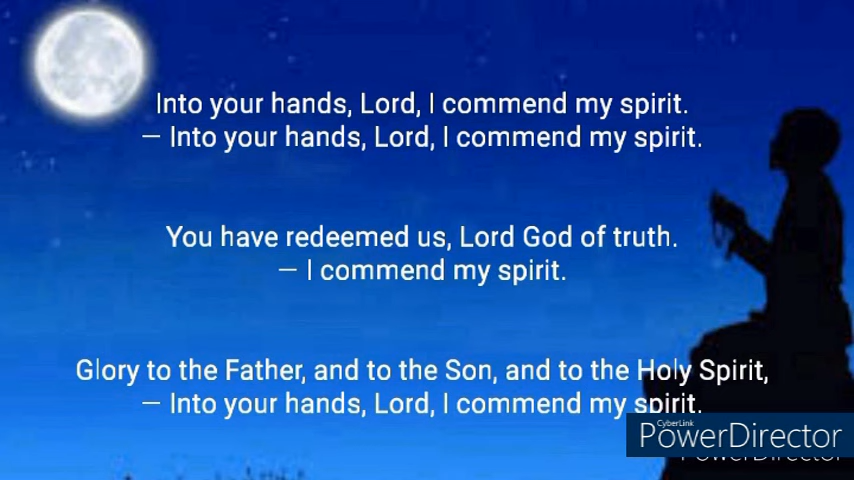 Into your hands, Lord, I commend my spirit.
– Into your hands, Lord, I commend my spirit.
You have redeemed us, Lord God of truth.
– I commend my spirit.
Glory to the Father, and to the Son, and to the Holy Spirit,
– Into your hands, Lord, I commend my spirit.
CyberLink
PowerDirector
PowerDirector